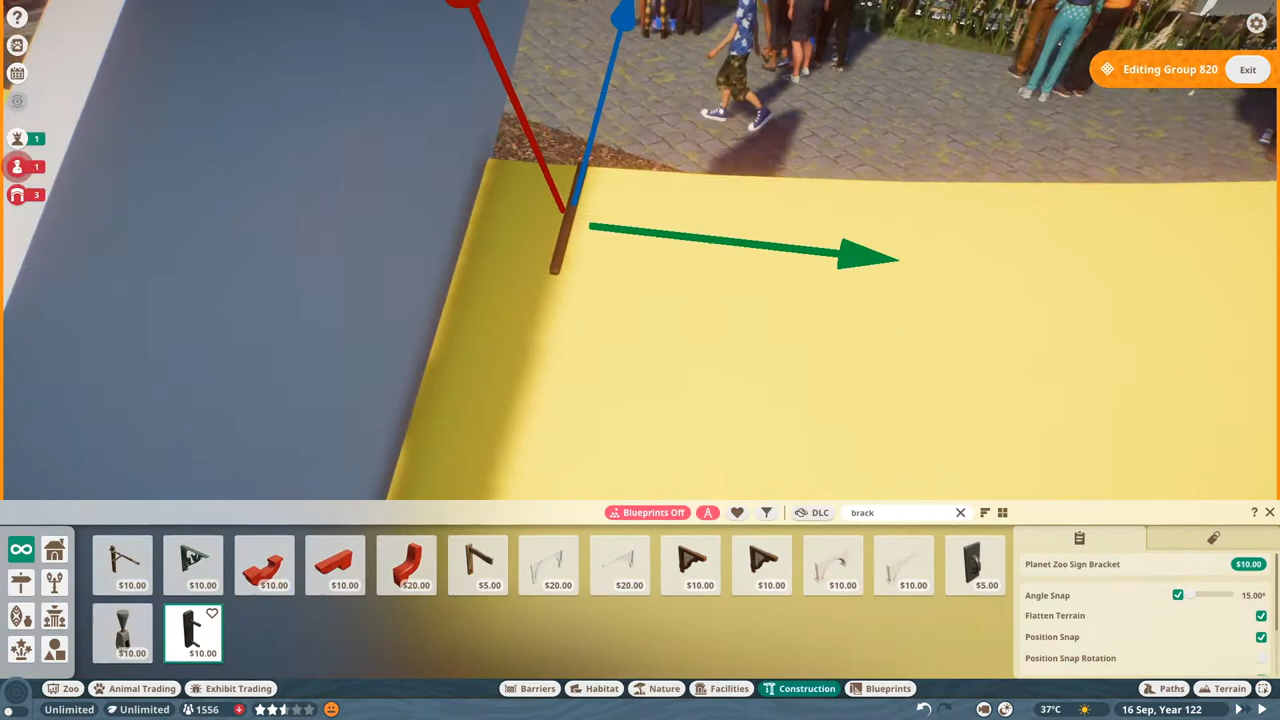 ?
Editing Group 820
Exit
1
1
3
Blueprints Off
DLC
brack
?
$10.00
$10.00
$10.00
$10.00
$20.00
$5.00
$20.00
$20.00
$10.00
$10.00
$10.00
$10.00
$5.00
$10.00
$10.00
Planet Zoo Sign Bracket
$10.00
Angle Snap
15.00°
Flatten Terrain
Position Snap
Position Snap Rotation
Zoo
Animal Trading
Exhibit Trading
Barriers
Habitat
Nature
Facilities
Construction
Blueprints
Paths
Terrain
Unlimited
Unlimited
1556
37°C
16 Sep, Year 122